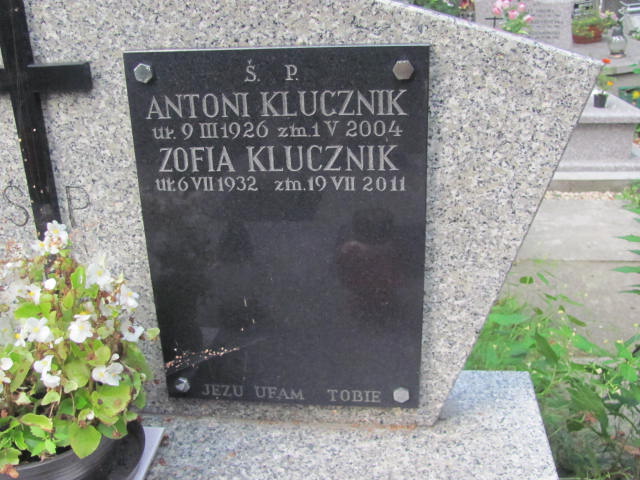 Ś. P.
ANTONI KLUCZNIK
ur. 9 III 1926 zm. 1 V 2004
ZOFIA KLUCZNIK
ur. 6 VII 1932 zm. 19 VII 2011
S P
JEZU UFAM TOBIE